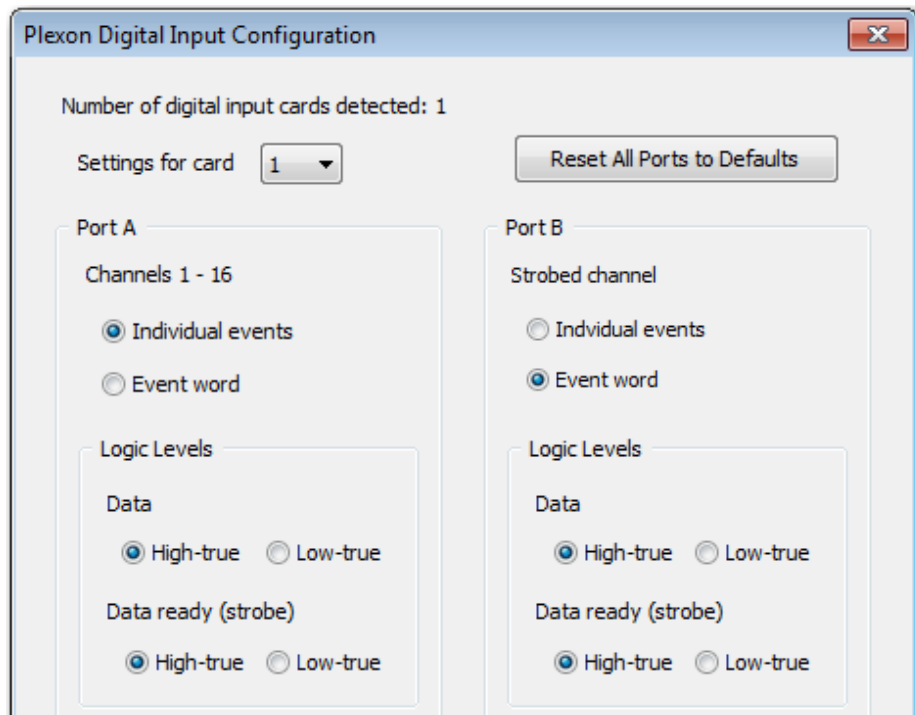 Plexon Digital Input Configuration
Number of digital input cards detected: 1
Settings for card 1
Reset All Ports to Defaults
Port A
Channels 1 - 16
Individual events
Event word
Logic Levels
Data
High-true Low-true
Data ready (strobe)
High-true Low-true
Port B
Strobed channel
Indvidual events
Event word
Logic Levels
Data
High-true Low-true
Data ready (strobe)
High-true Low-true